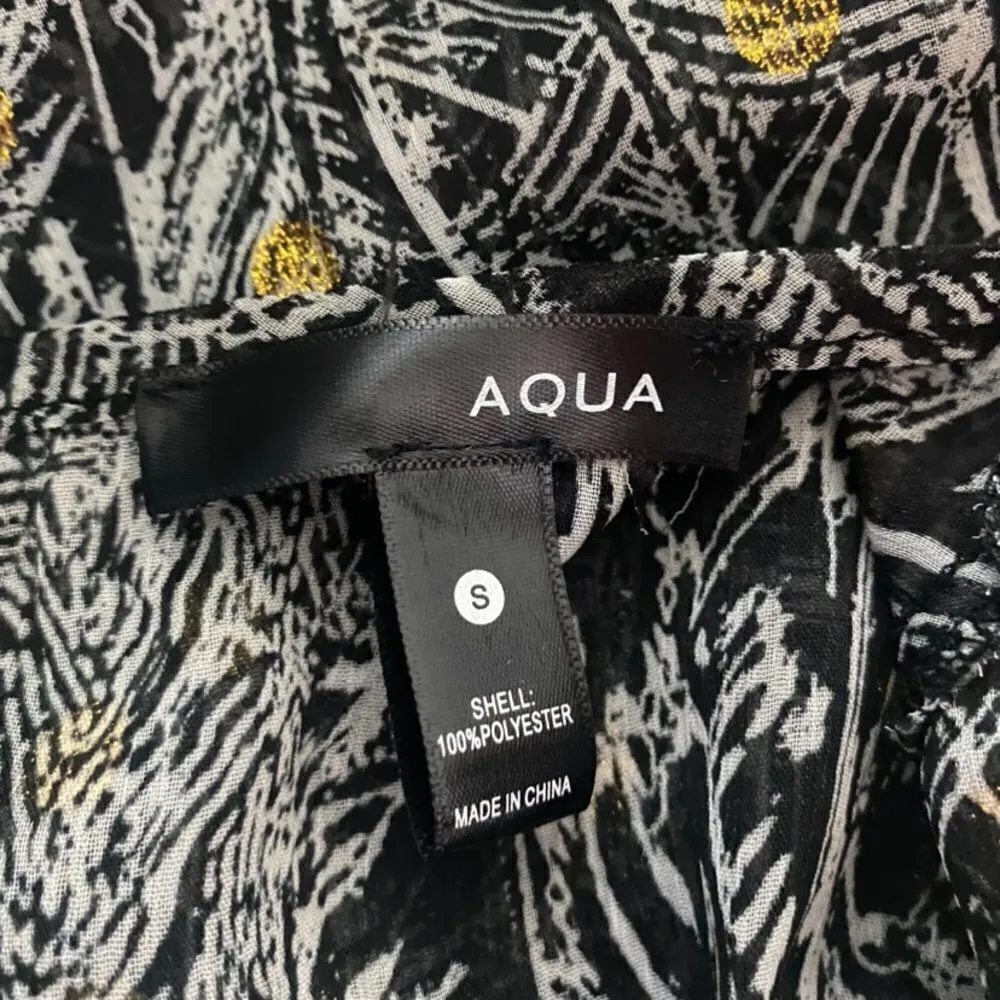 AQUA
S
SHELL:
100%POLYESTER
MADE IN CHINA